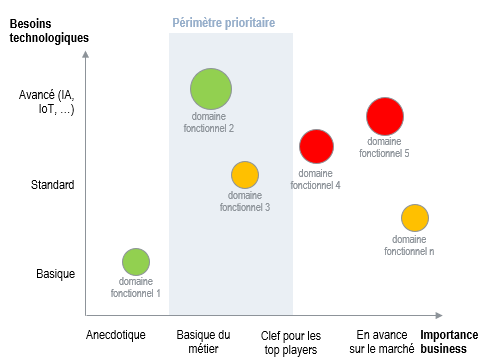 Besoins
technologiques
Périmètre prioritaire
Avancé (IA,
IoT, …)
domaine
fonctionnel 2
domaine
fonctionnel 5
domaine
fonctionnel 4
Standard
domaine
fonctionnel 3
domaine
fonctionnel n
Basique
domaine
fonctionnel 1
Anecdotique
Basique du
métier
Clef pour les
top players
En avance
sur le marché
Importance
business